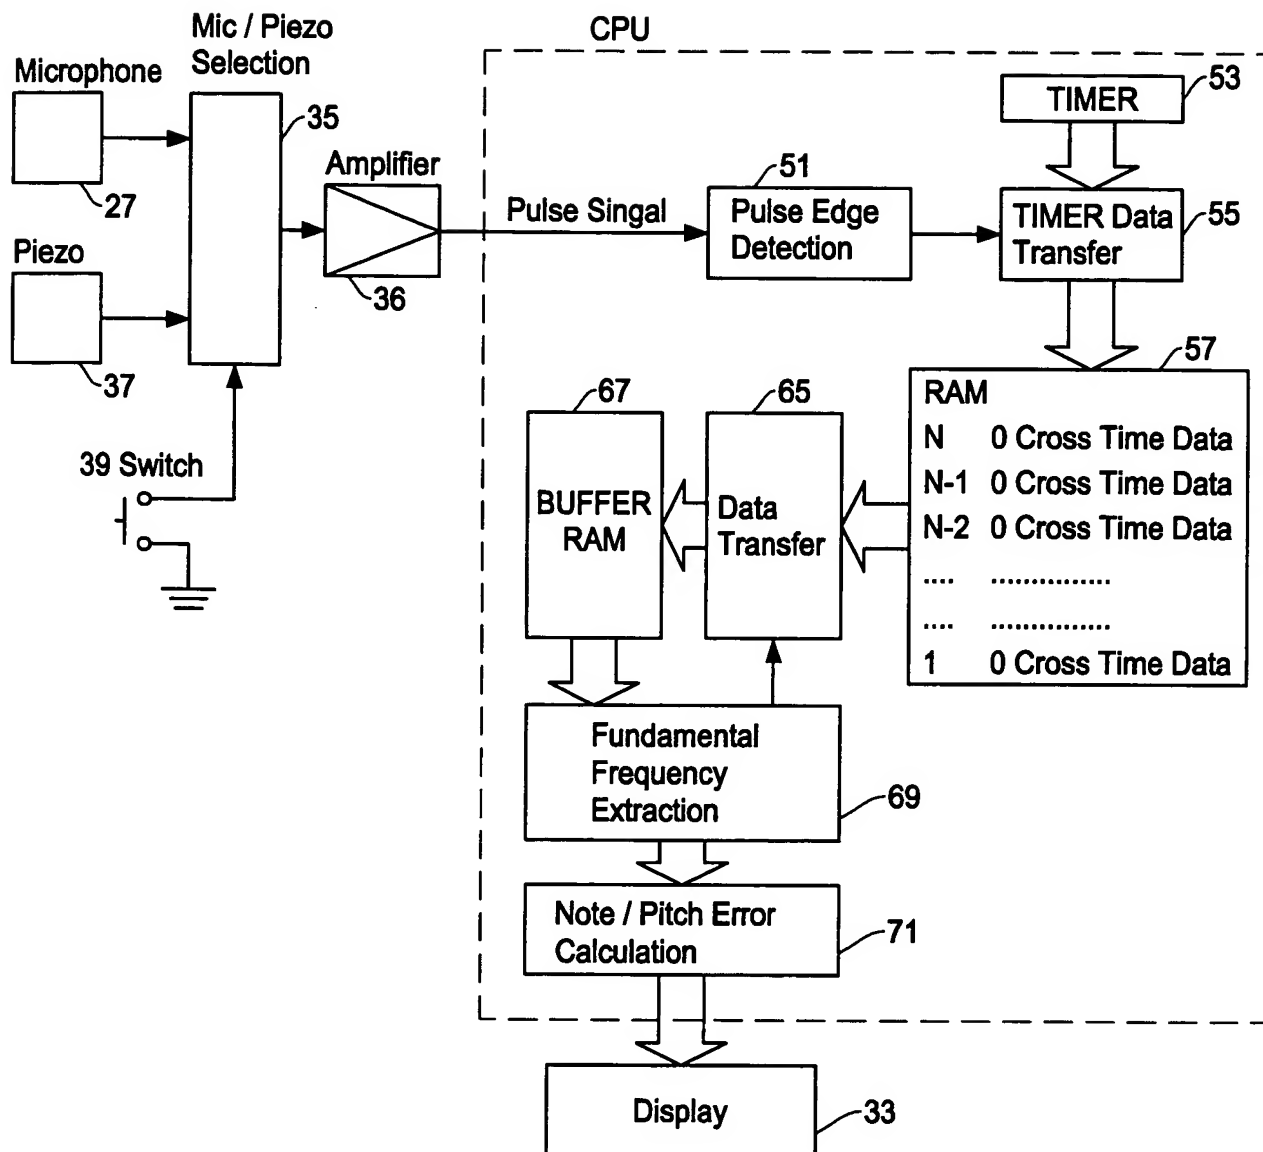 CPU
Mic / Piezo
Selection
Microphone
35
27
Piezo
37
39 Switch
Amplifier
36
Pulse Singal
51
Pulse Edge
Detection
TIMER
53
TIMER Data
Transfer
55
57
RAM
N 0 Cross Time Data
N-1 0 Cross Time Data
N-2 0 Cross Time Data
.... ...............
.... ...............
1 0 Cross Time Data
65
Data
Transfer
67
BUFFER
RAM
Fundamental
Frequency
Extraction
69
Note / Pitch Error
Calculation
71
Display
33